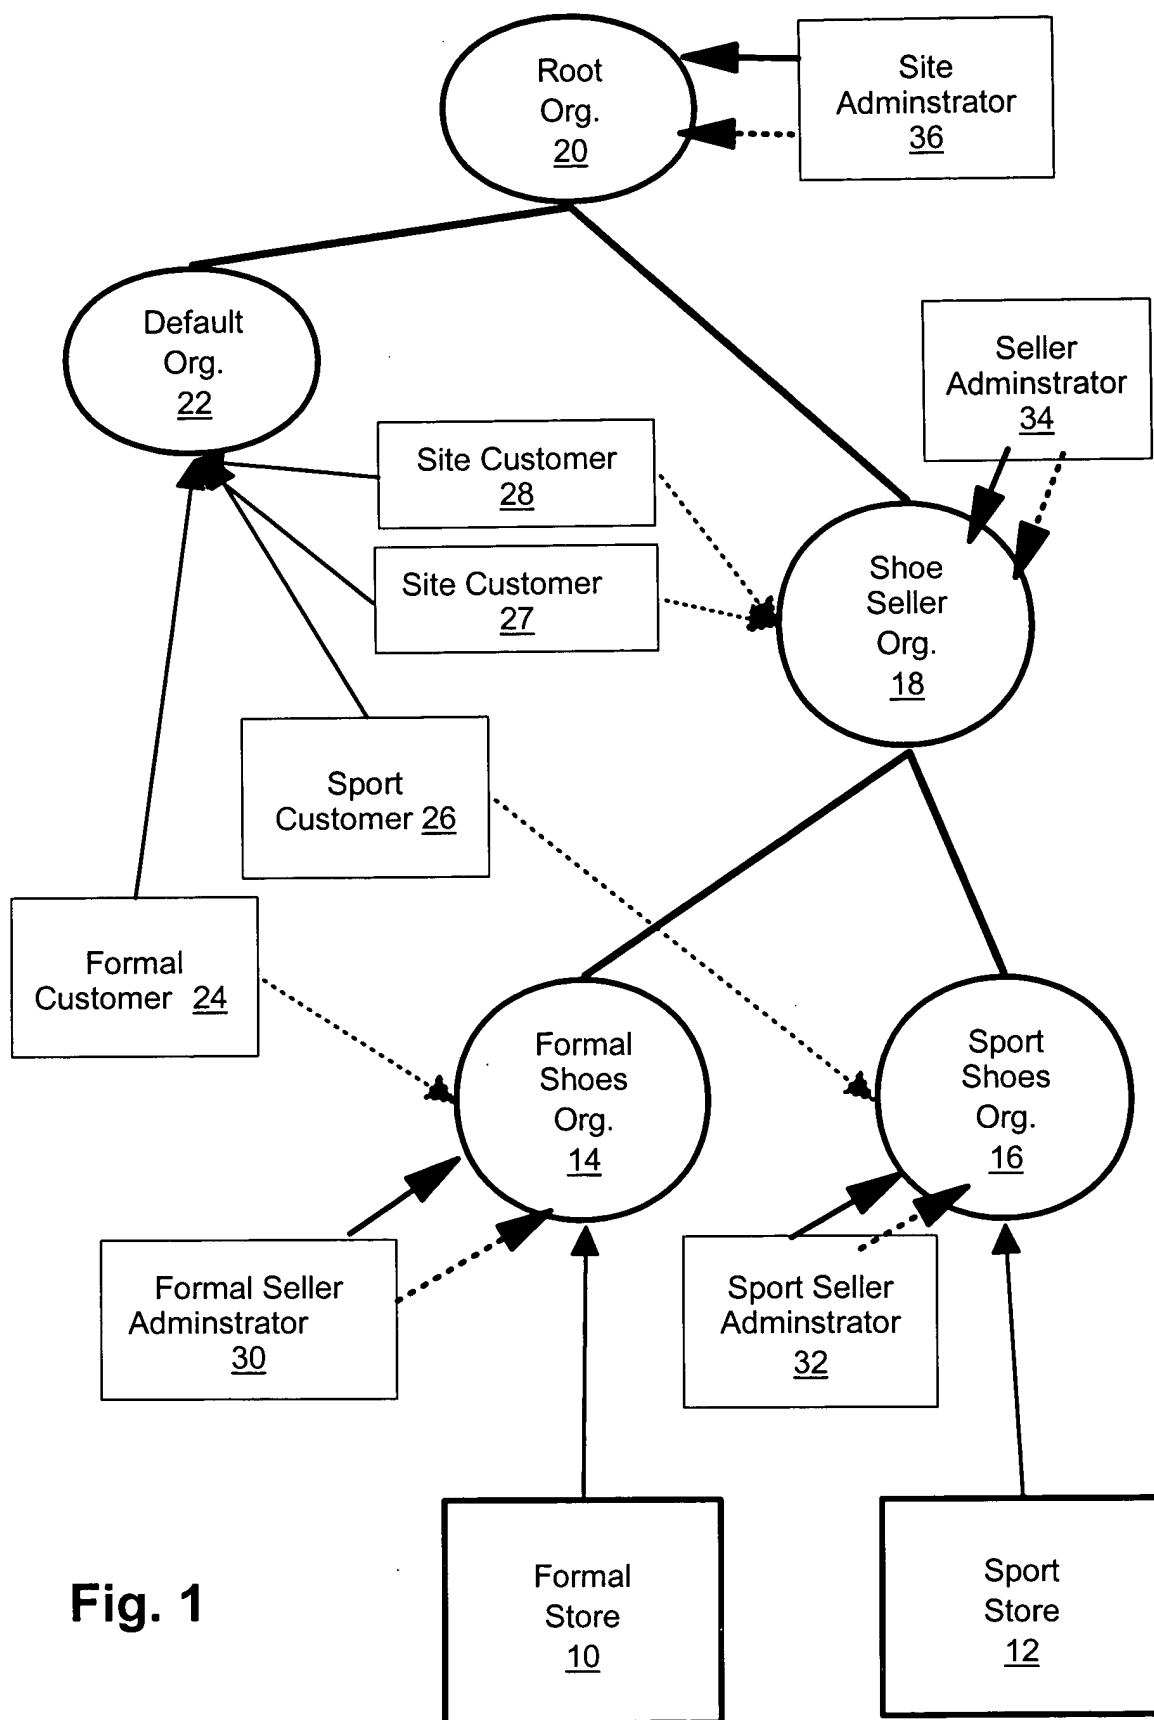 Root
Org.
20
Site
Adminstrator
36
Default
Org.
22
Seller
Adminstrator
34
Site Customer
28
Site Customer
27
Shoe
Seller
Org.
18
Sport
Customer 26
Formal
Customer 24
Formal
Shoes
Org.
14
Sport
Shoes
Org.
16
Formal Seller
Adminstrator
30
Sport Seller
Adminstrator
32
Formal
Store
10
Sport
Store
12
Fig. 1